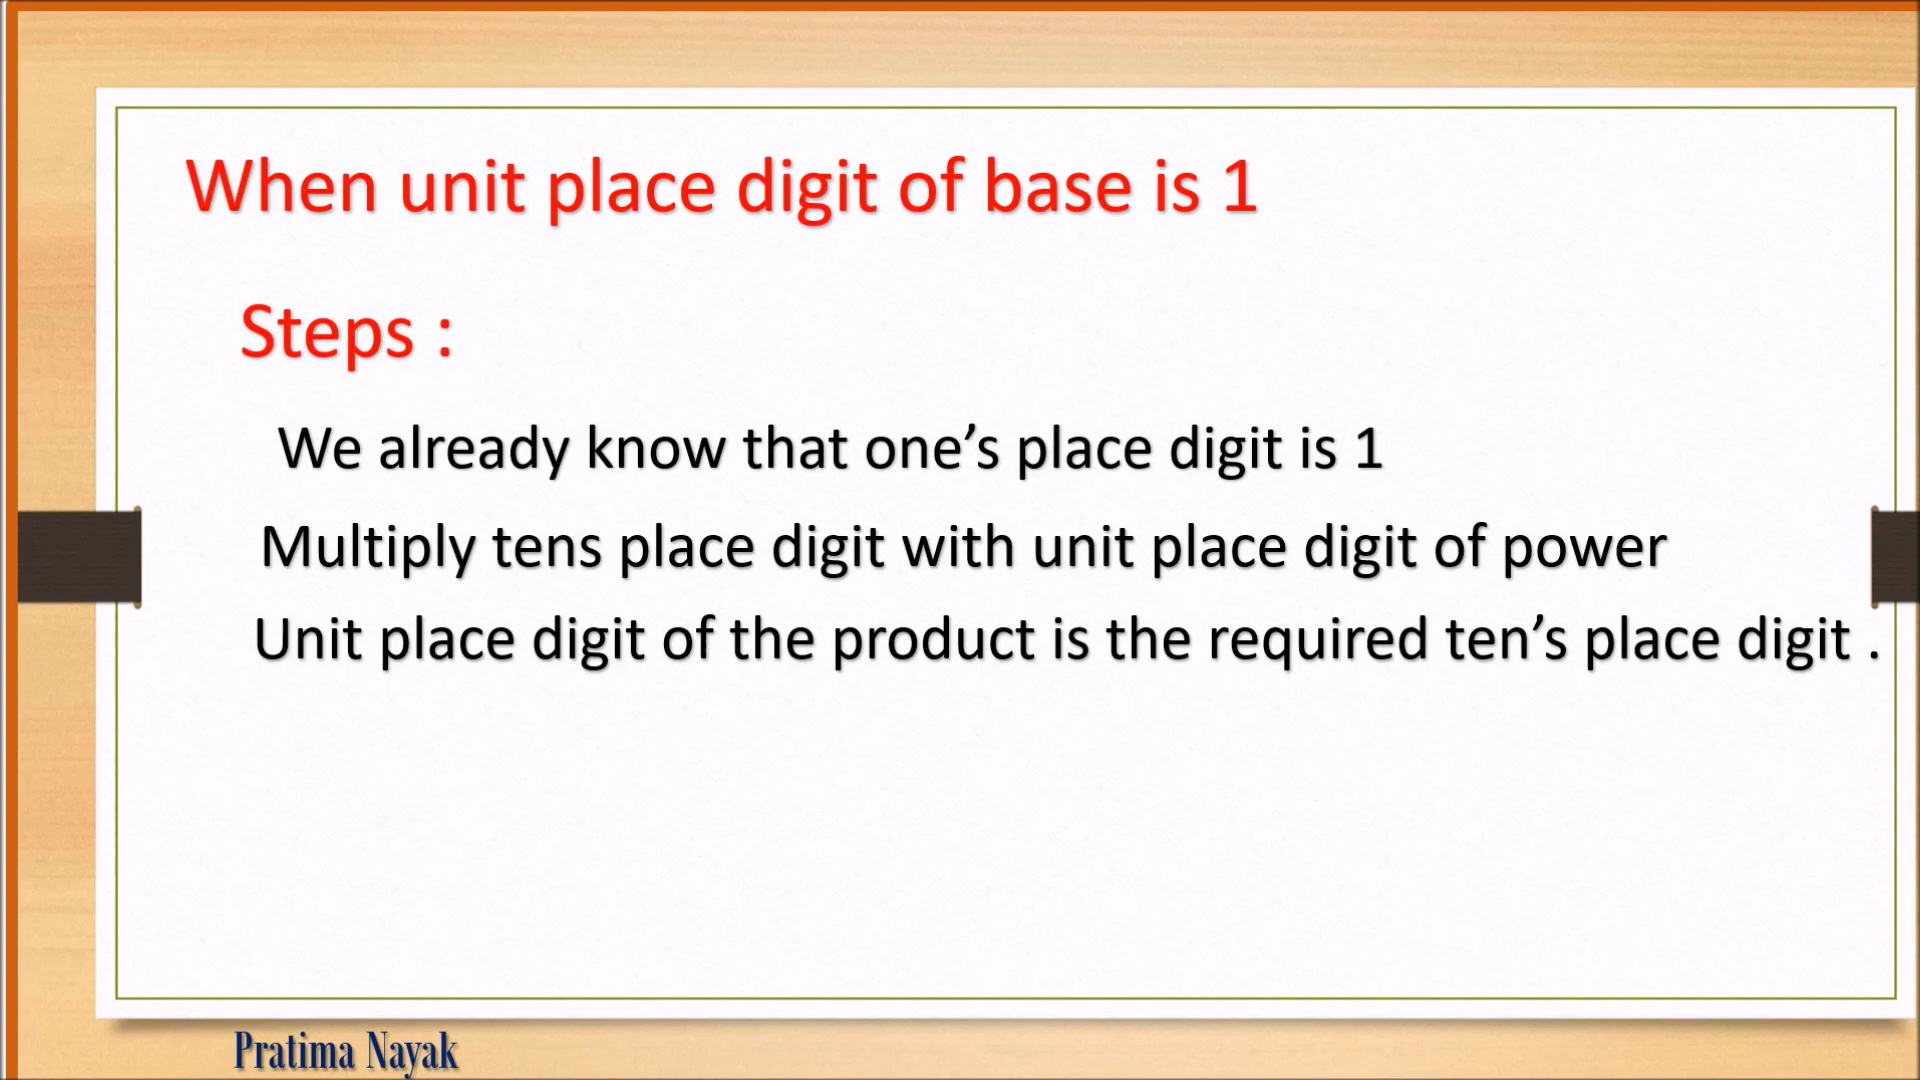 When unit place digit of base is 1
Steps :
We already know that one’s place digit is 1
Multiply tens place digit with unit place digit of power
Unit place digit of the product is the required ten’s place digit .
Pratima Nayak